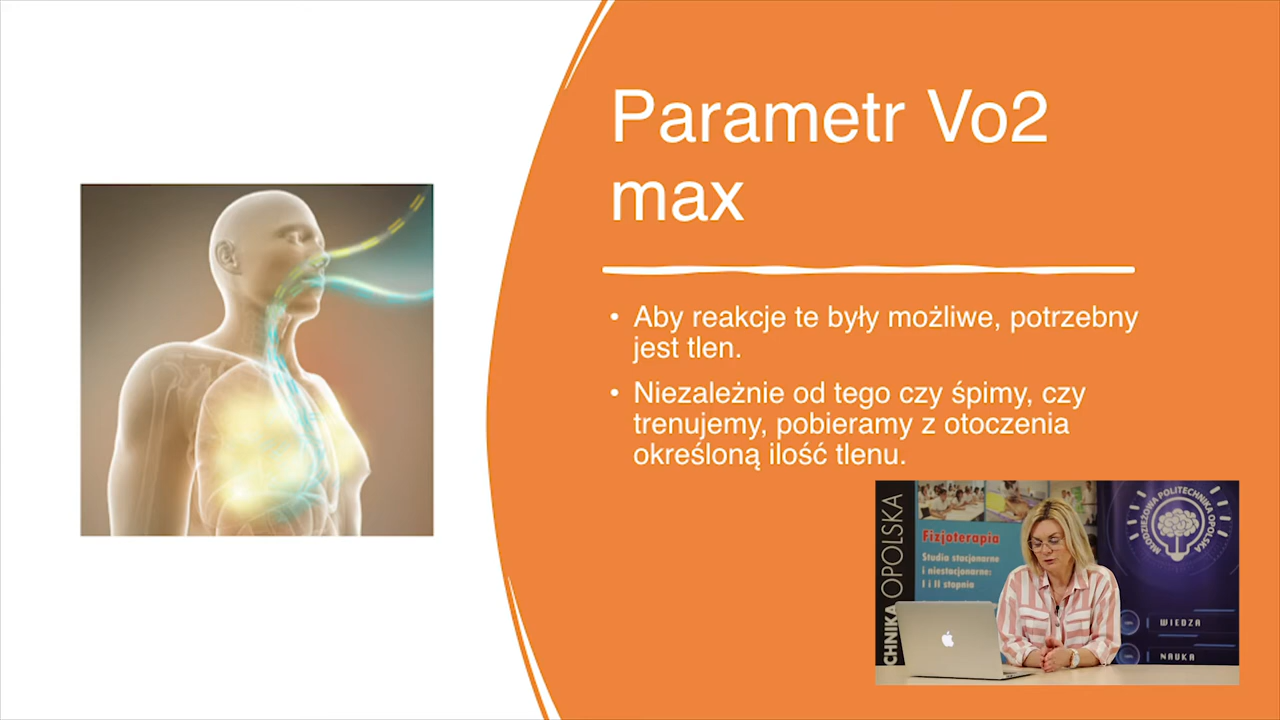 Parametr Vo2
max
• Aby reakcje te były możliwe, potrzebny
jest tlen.
• Niezależnie od tego czy śpimy, czy
trenujemy, pobieramy z otoczenia
określoną ilość tlenu.
CHNIKA OPOLSKA
Fizjoterapia
Studia stacjonarne
i niestacjonarne:
I i II stopnia
MŁODZIEŻOWA POLITECHNIKA OPOLSKA
WIEDZA
NAUKA